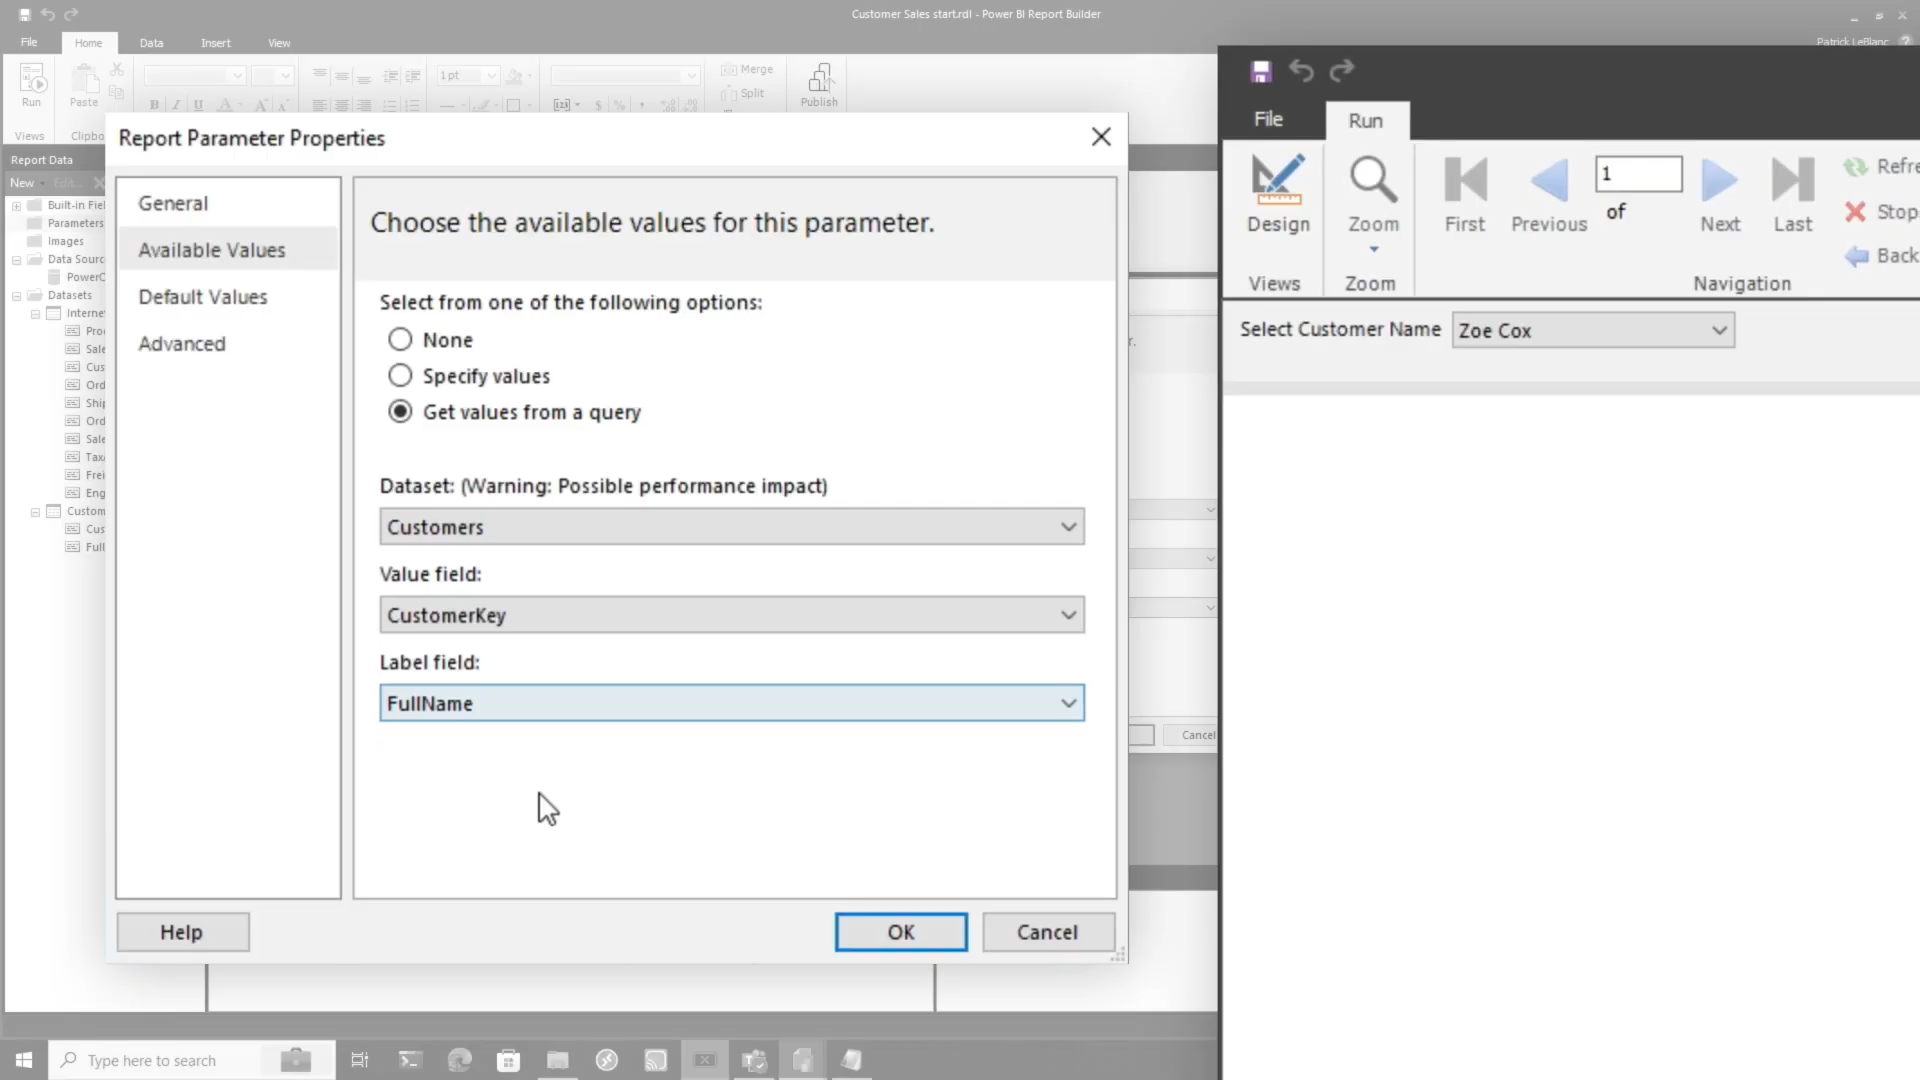 Customer Sales start.rdl - Power BI Report Builder
File
Home
Data
Insert
View
Patrick LeBlanc
Run
Paste
1pt
Merge
Split
Publish
Views
Report Data
New
Edit...
Parameters
Images
Datasets
Report Parameter Properties
General
Available Values
Default Values
Advanced
Choose the available values for this parameter.
Select from one of the following options:
None
Specify values
Get values from a query
Dataset: (Warning: Possible performance impact)
Customers
Value field:
CustomerKey
Label field:
FullName
Help
OK
Cancel
Cancel
File
Run
Design
Zoom
First
Previous
1
of
Next
Last
Refre
Stop
Back
Views
Zoom
Navigation
Select Customer Name
Zoe Cox
Type here to search